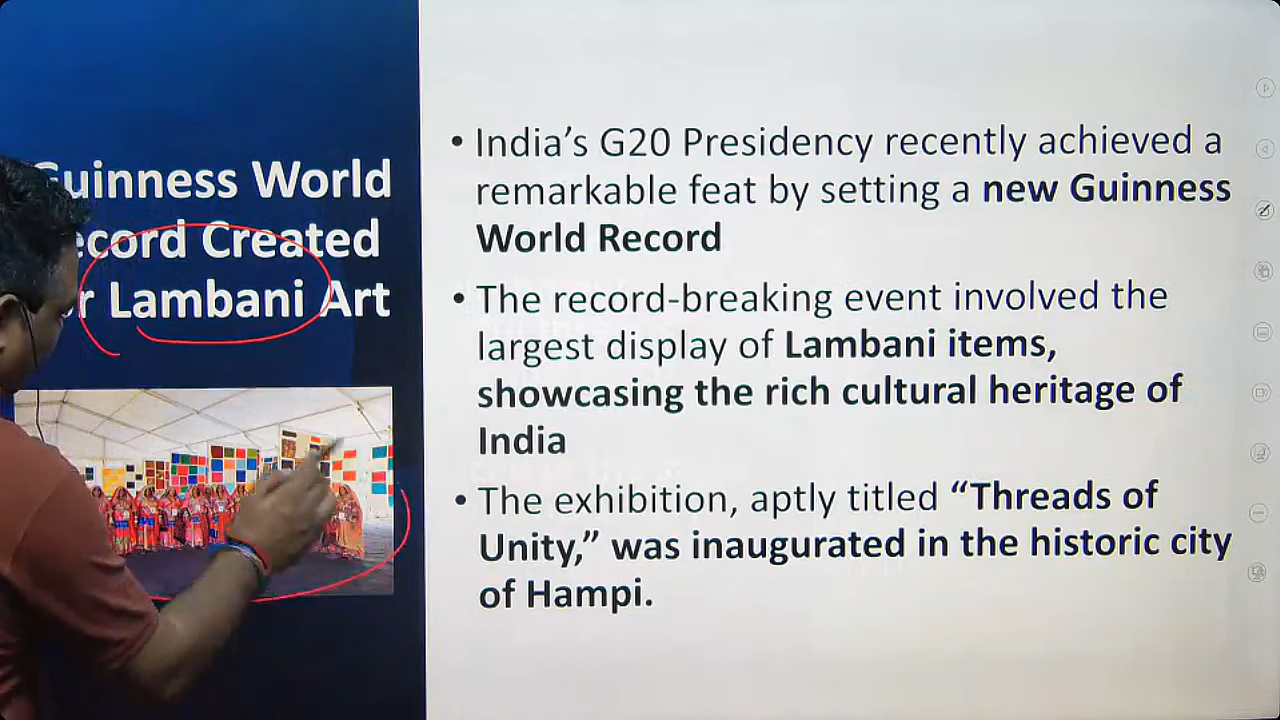 Guinness World
ecord Created
r Lambani Art
• India’s G20 Presidency recently achieved a
remarkable feat by setting a new Guinness
World Record
• The record-breaking event involved the
largest display of Lambani items,
showcasing the rich cultural heritage of
India
• The exhibition, aptly titled “Threads of
Unity,” was inaugurated in the historic city
of Hampi.